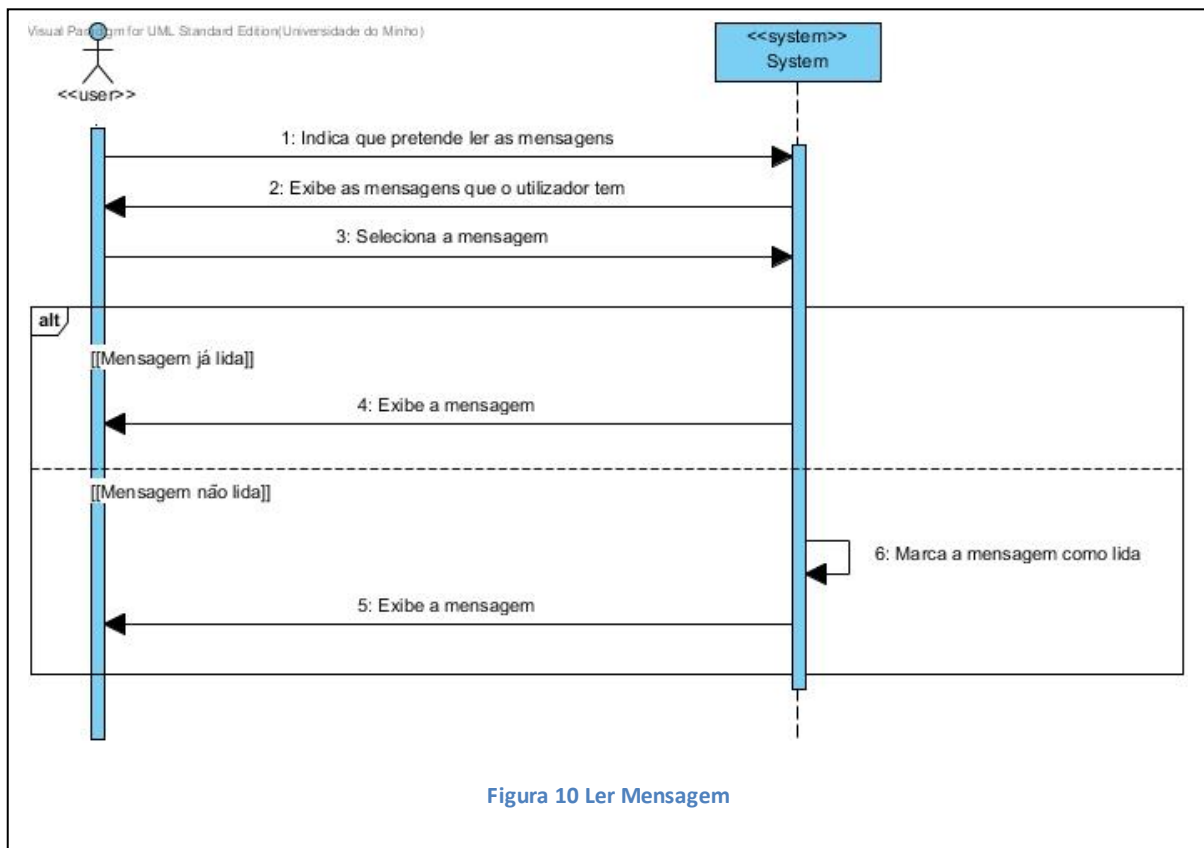 Visual Paradigm for UML Standard Edition(Universidade do Minho)
<<system>>
System
<<user>>
1: Indica que pretende ler as mensagens
2: Exibe as mensagens que o utilizador tem
3: Seleciona a mensagem
alt
[[Mensagem já lida]]
4: Exibe a mensagem
[[Mensagem não lida]]
6: Marca a mensagem como lida
5: Exibe a mensagem
Figura 10 Ler Mensagem